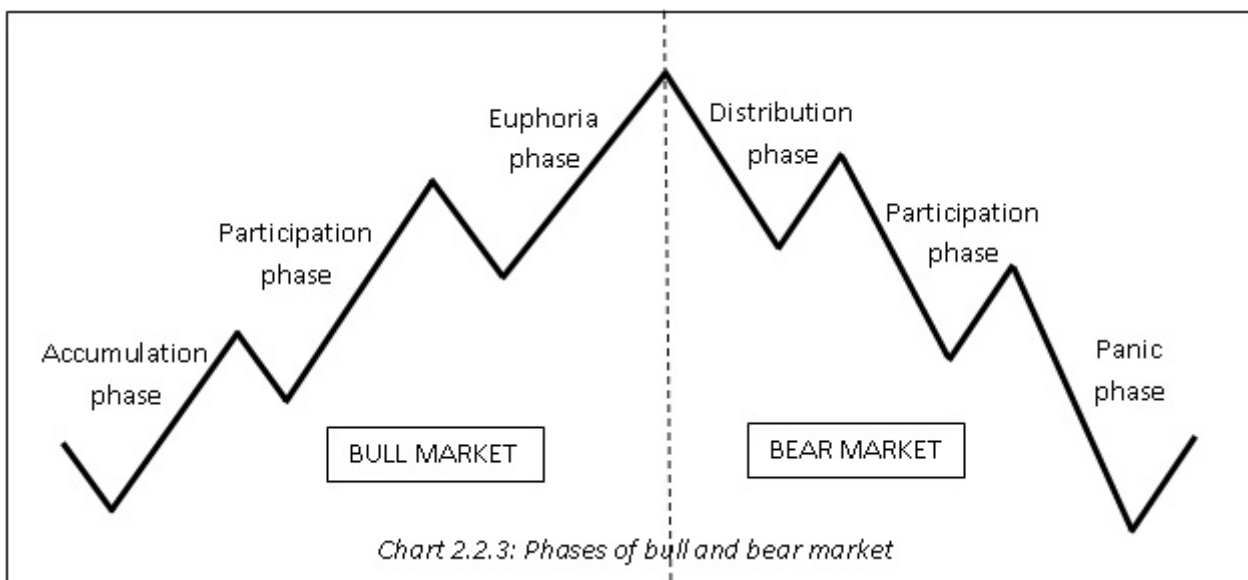 Euphoria
phase
Distribution
phase
Participation
phase
Participation
phase
Accumulation
phase
Panic
phase
BULL MARKET
BEAR MARKET
Chart 2.2.3: Phases of bull and bear market